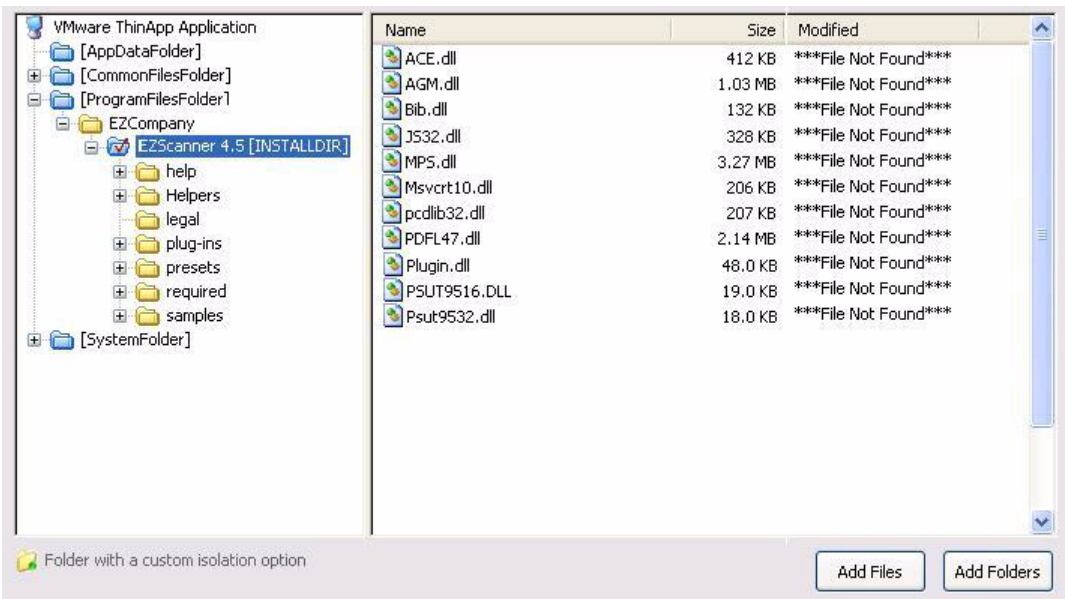 VMware ThinApp Application
[AppDataFolder]
[CommonFilesFolder]
[ProgramFilesFolder]
EZCompany
EZScanner 4.5 [INSTALLDIR]
help
Helpers
legal
plug-ins
presets
required
samples
[SystemFolder]
Name Size Modified
ACE.dll 412 KB ***File Not Found***
AGM.dll 1.03 MB ***File Not Found***
Bib.dll 132 KB ***File Not Found***
JS32.dll 328 KB ***File Not Found***
MPS.dll 3.27 MB ***File Not Found***
Msvcrt10.dll 206 KB ***File Not Found***
pcdlib32.dll 207 KB ***File Not Found***
PDFL47.dll 2.14 MB ***File Not Found***
Plugin.dll 48.0 KB ***File Not Found***
PSUT9516.DLL 19.0 KB ***File Not Found***
Psut9532.dll 18.0 KB ***File Not Found***
Folder with a custom isolation option
Add Files Add Folders